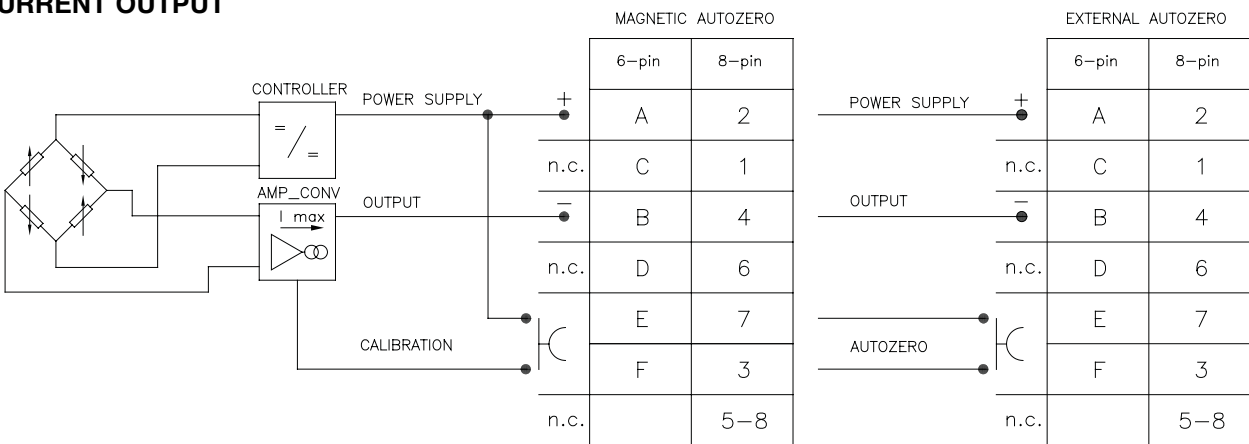 CURRENT OUTPUT
MAGNETIC AUTOZERO
EXTERNAL AUTOZERO
6-pin 8-pin
6-pin 8-pin
CONTROLLER
POWER SUPPLY + A 2
POWER SUPPLY + A 2
= / =
n.c. C 1
n.c. C 1
AMP_CONV
I max
OUTPUT - B 4
OUTPUT - B 4
n.c. D 6
n.c. D 6
E 7
E 7
CALIBRATION
AUTOZERO
F 3
F 3
n.c. 5-8
n.c. 5-8